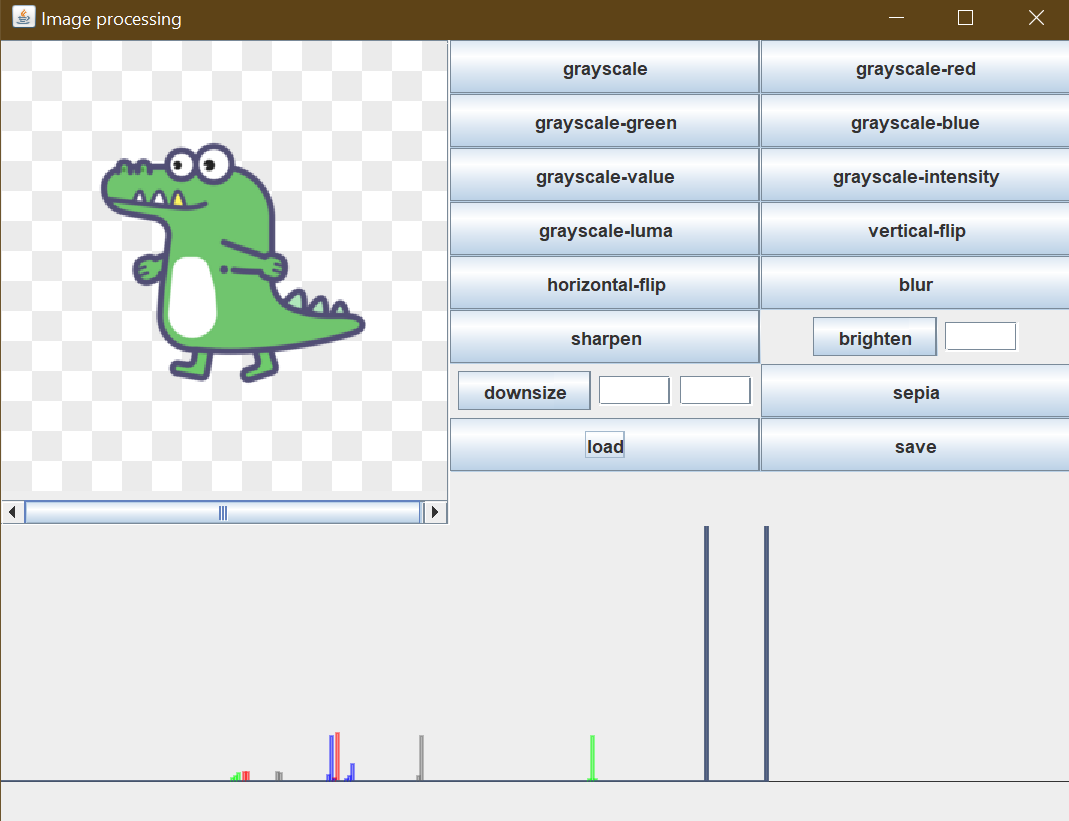 Image processing
grayscale
grayscale-red
grayscale-green
grayscale-blue
grayscale-value
grayscale-intensity
grayscale-luma
vertical-flip
horizontal-flip
blur
sharpen
brighten
downsize
sepia
load
save